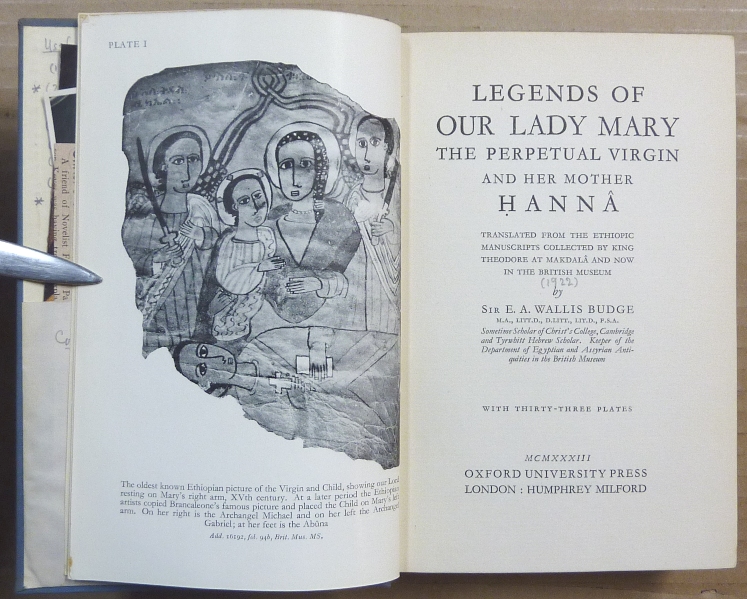 PLATE I
A friend of Novelist
The oldest known Ethiopian picture of the Virgin and Child, showing our Lord
resting on Mary's right arm, XVth century. At a later period the Ethiopian
artists copied Brancaleone's famous picture and placed the Child on Mary's left
arm. On her right is the Archangel Michael and on her left the Archangel
Gabriel; at her feet is the Abûna
Add. 16192, fol. 94b, Brit. Mus. MS.
LEGENDS OF
OUR LADY MARY
THE PERPETUAL VIRGIN
AND HER MOTHER
ḤANNÂ
TRANSLATED FROM THE ETHIOPIC
MANUSCRIPTS COLLECTED BY KING
THEODORE AT MAKDALÂ AND NOW
IN THE BRITISH MUSEUM
(1922)
by
SIR E. A. WALLIS BUDGE
M.A., LITT.D., D.LITT., LIT.D., F.S.A.
Sometime Scholar of Christ's College, Cambridge
and Tyrwhitt Hebrew Scholar. Keeper of the
Department of Egyptian and Assyrian Anti-
quities in the British Museum
WITH THIRTY-THREE PLATES
MCMXXXIII
OXFORD UNIVERSITY PRESS
LONDON : HUMPHREY MILFORD